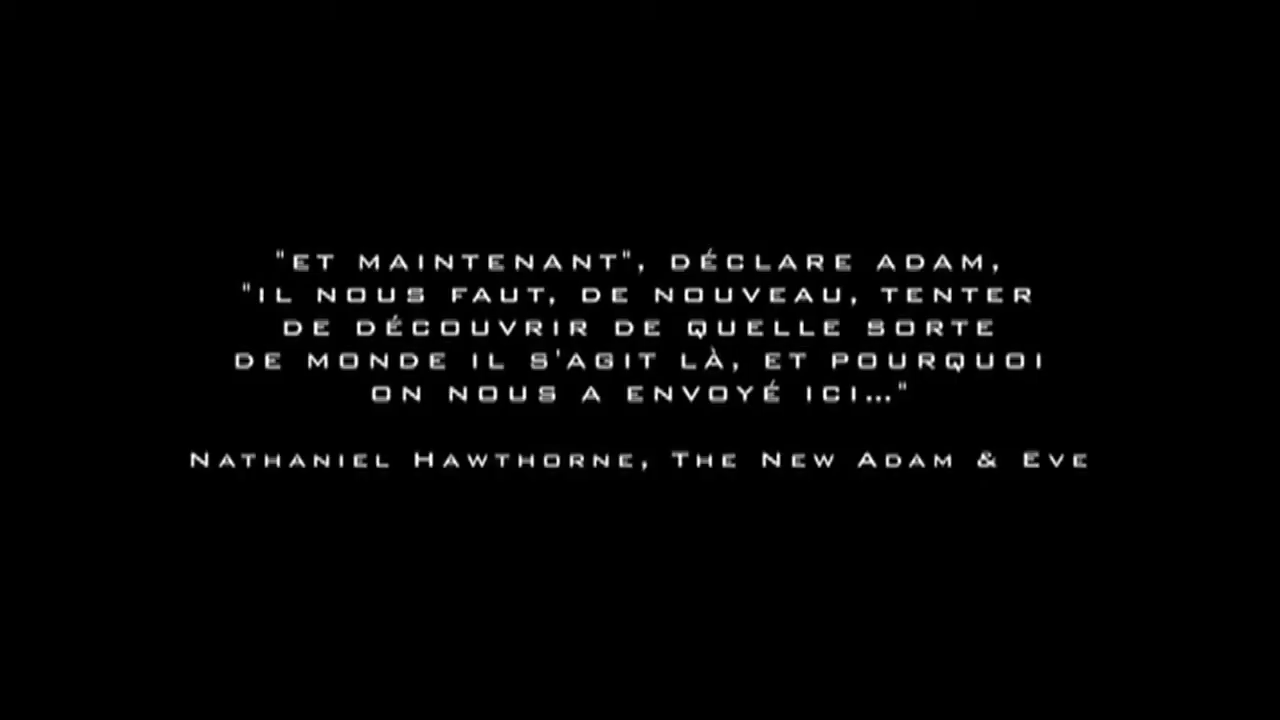 "ET MAINTENANT", DÉCLARE ADAM,
"IL NOUS FAUT, DE NOUVEAU, TENTER
DE DÉCOUVRIR DE QUELLE SORTE
DE MONDE IL S'AGIT LÀ, ET POURQUOI
ON NOUS A ENVOYÉ ICI..."
NATHANIEL HAWTHORNE, THE NEW ADAM & EVE